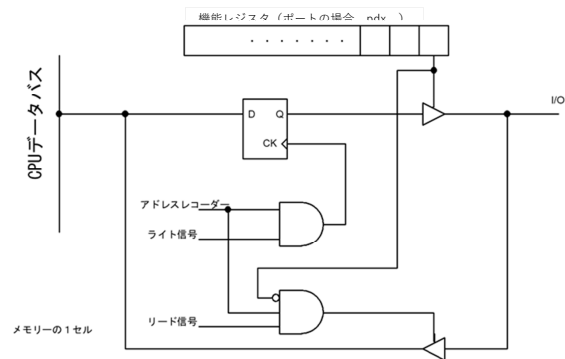 機能レジスタ（ポートの場合、pdx ）
・・・・・・・
CPUデータバス
D Q
CK
I/O
アドレスレコーダー
ライト信号
リード信号
メモリーの１セル